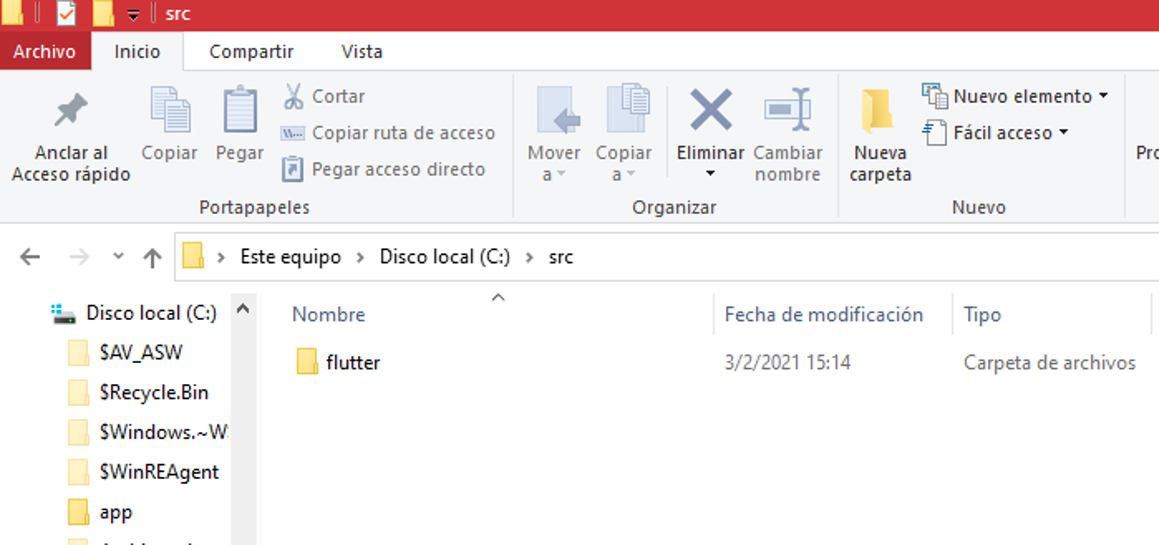 src
Archivo Inicio Compartir Vista
Anclar al
Acceso rápido
Copiar
Pegar
Cortar
Copiar ruta de acceso
Pegar acceso directo
Portapapeles
Mover
a
Copiar
a
Eliminar
Cambiar
nombre
Organizar
Nueva
carpeta
Nuevo elemento
Fácil acceso
Nuevo
Este equipo > Disco local (C:) > src
Disco local (C:)
$AV_ASW
$Recycle.Bin
$Windows.~W
$WinREAgent
app
Nombre Fecha de modificación Tipo
flutter 3/2/2021 15:14 Carpeta de archivos